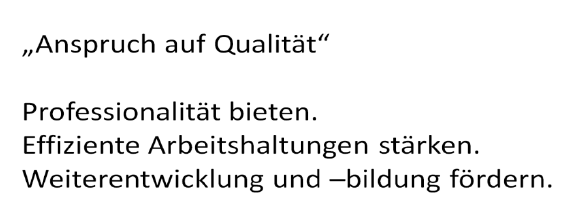 „Anspruch auf Qualität“
Professionalität bieten.
Effiziente Arbeitshaltungen stärken.
Weiterentwicklung und –bildung fördern.